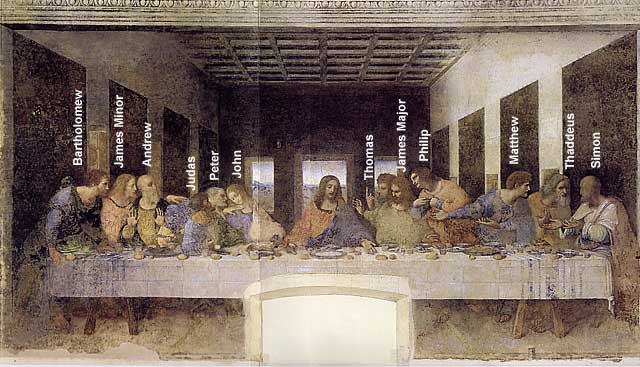 Bartholomew
James Minor
Andrew
Judas
Peter
John
Thomas
James Major
Philip
Matthew
Thaddeus
Simon